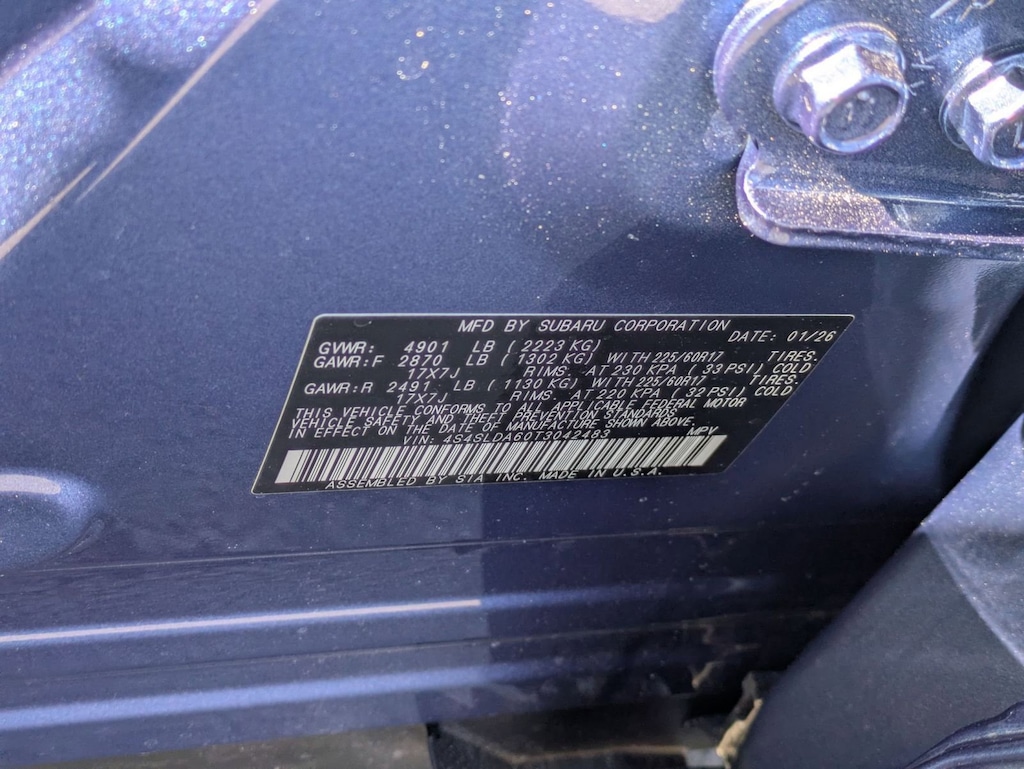 MFD BY SUBARU CORPORATION
DATE: 01/26
GVWR: 4901 LB ( 2223 KG)
GAWR:F 2870 LB ( 1302 KG) WITH 225/60R17 TIRES.
17X7J RIMS. AT 230 KPA ( 33 PSI) COLD
GAWR:R 2491 LB ( 1130 KG) WITH 225/60R17 TIRES.
17X7J RIMS. AT 220 KPA ( 32 PSI) COLD
THIS VEHICLE CONFORMS TO ALL APPLICABLE FEDERAL MOTOR
VEHICLE SAFETY AND THEFT PREVENTION STANDARDS
IN EFFECT ON THE DATE OF MANUFACTURE SHOWN ABOVE.
VIN: 4S4SLDA60T3042483 MPV
ASSEMBLED BY SIA INC. MADE IN U.S.A.